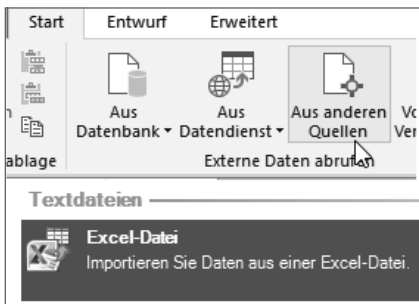 Start Entwurf Erweitert
Aus Datenbank
Aus Datendienst
Aus anderen Quellen
ablage Externe Daten abrufen
Textdateien
Excel-Datei
Importieren Sie Daten aus einer Excel-Datei.